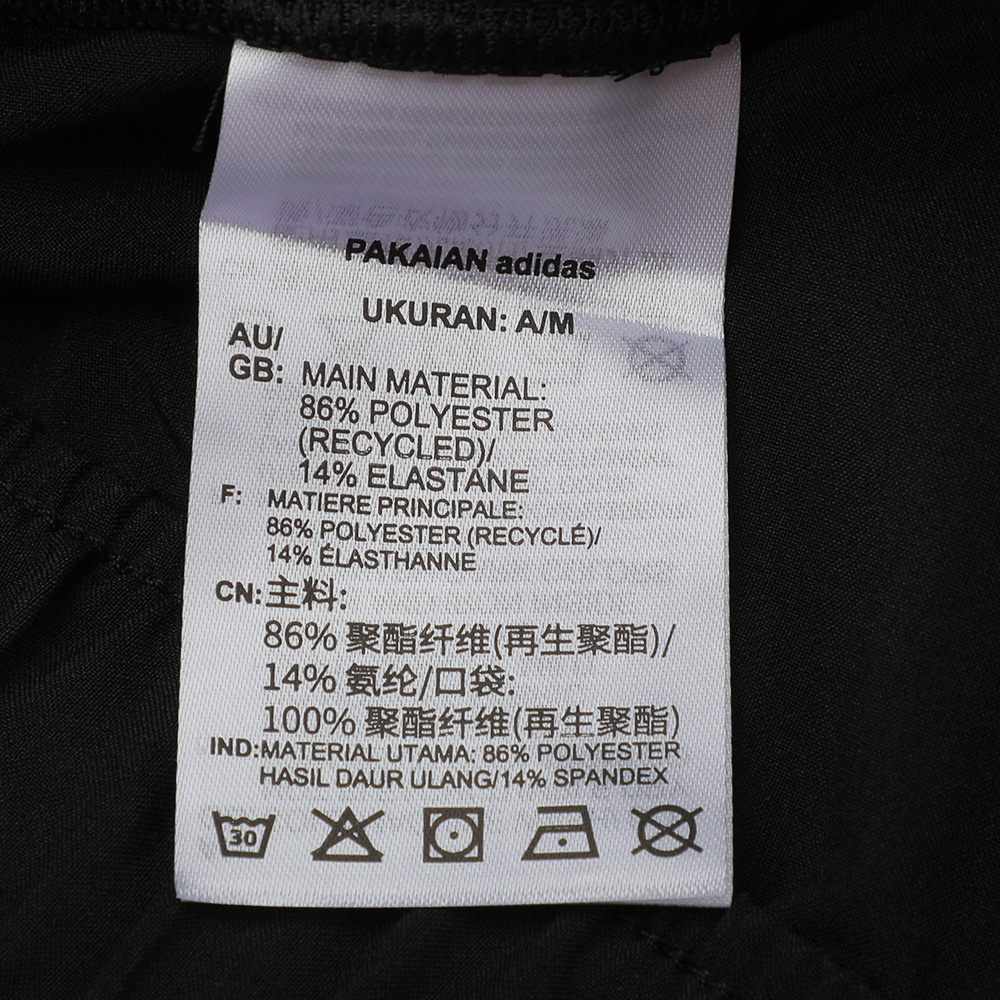 PAKAIAN adidas
UKURAN: A/M
AU/
GB: MAIN MATERIAL:
86% POLYESTER
(RECYCLED)/
14% ELASTANE
F: MATIERE PRINCIPALE:
86% POLYESTER (RECYCLÉ)/
14% ÉLASTHANNE
CN:主料:
86% 聚酯纤维(再生聚酯)/
14% 氨纶/口袋:
100% 聚酯纤维(再生聚酯)
IND:MATERIAL UTAMA: 86% POLYESTER
HASIL DAUR ULANG/14% SPANDEX
30